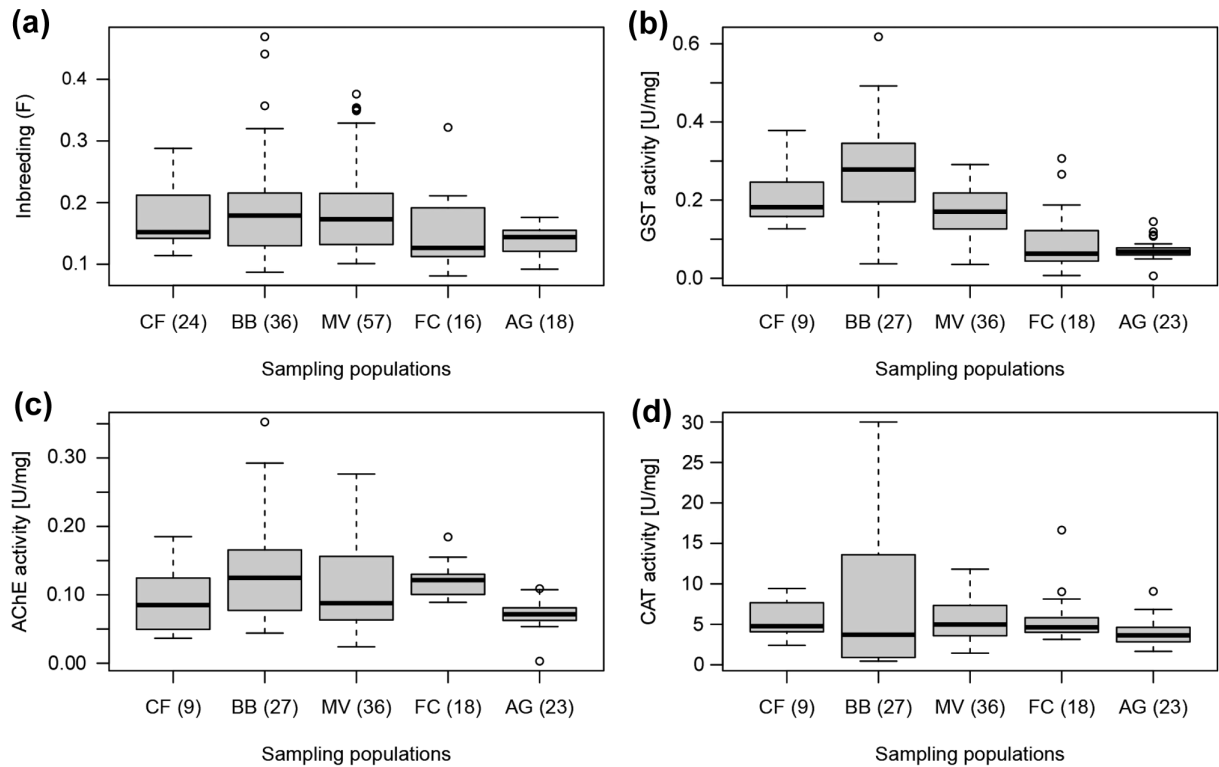 (a)
Inbreeding (F)
0.4
0.3
0.2
0.1
CF (24) BB (36) MV (57) FC (16) AG (18)
Sampling populations
(b)
GST activity [U/mg]
0.6
0.4
0.2
0.0
CF (9) BB (27) MV (36) FC (18) AG (23)
Sampling populations
(c)
AChE activity [U/mg]
0.30
0.20
0.10
0.00
CF (9) BB (27) MV (36) FC (18) AG (23)
Sampling populations
(d)
CAT activity [U/mg]
30
25
20
15
10
5
0
CF (9) BB (27) MV (36) FC (18) AG (23)
Sampling populations